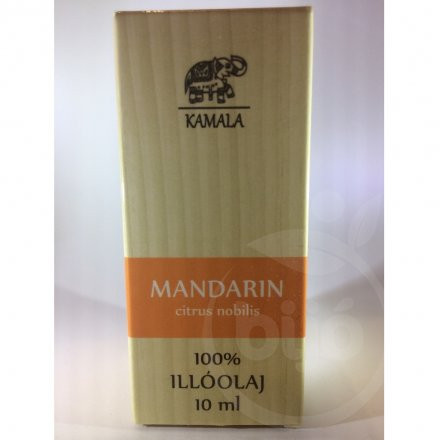 KAMALA
MANDARIN
citrus nobilis
100%
ILLÓOLAJ
10 ml